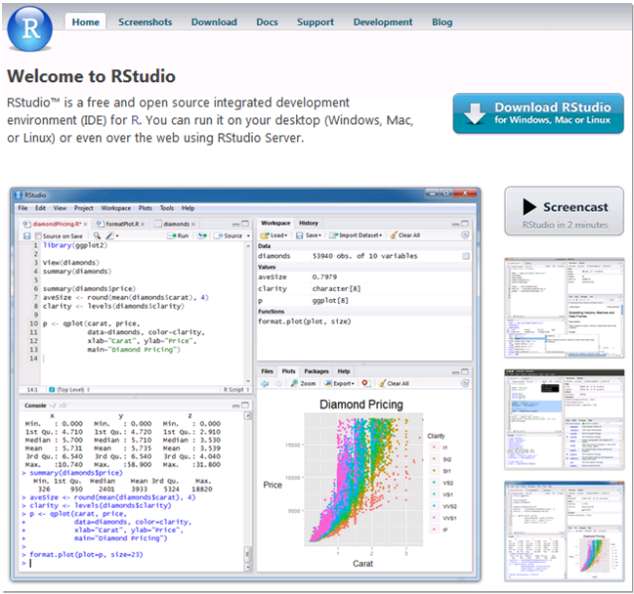 R
Home Screenshots Download Docs Support Development Blog
Welcome to RStudio
RStudio™ is a free and open source integrated development
environment (IDE) for R. You can run it on your desktop (Windows, Mac,
or Linux) or even over the web using RStudio Server.
Download RStudio
for Windows, Mac or Linux
Screencast
RStudio in 2 minutes
RStudio
File Edit View Project Workspace Plots Tools Help
diamondPricing.R* formatPlot.R diamonds
Source on Save Run Source
1 library(ggplot2)
2
3 view(diamonds)
4 summary(diamonds)
5
6 summary(diamonds$price)
7 aveSize <- round(mean(diamonds$carat), 4)
8 clarity <- levels(diamonds$clarity)
9
10 p <- qplot(carat, price,
11 data=diamonds, color=clarity,
12 xlab="Carat", ylab="Price",
13 main="Diamond Pricing")
14
14:1 (Top Level) R Script
Workspace History
Load Save Import Dataset Clear All
Data
diamonds 53940 obs. of 10 variables
Values
aveSize 0.7979
clarity character[8]
p ggplot[8]
Functions
format.plot(plot, size)
Console
x y z
Min. : 0.000 Min. : 0.000 Min. : 0.000
1st Qu.: 4.710 1st Qu.: 4.720 1st Qu.: 2.910
Median : 5.700 Median : 5.710 Median : 3.530
Mean : 5.731 Mean : 5.735 Mean : 3.539
3rd Qu.: 6.540 3rd Qu.: 6.540 3rd Qu.: 4.040
Max. :10.740 Max. :58.900 Max. :31.800
> summary(diamonds$price)
Min. 1st Qu. Median Mean 3rd Qu. Max.
326 950 2401 3933 5324 18820
> aveSize <- round(mean(diamonds$carat), 4)
> clarity <- levels(diamonds$clarity)
> p <- qplot(carat, price,
+ data=diamonds, color=clarity,
+ xlab="Carat", ylab="Price",
+ main="Diamond Pricing")
>
> format.plot(plot=p, size=23)
>
Files Plots Packages Help
Zoom Export Clear All
Diamond Pricing
Price
15000
10000
5000
1 2 3
Carat
Clarity
I1
SI2
SI1
VS2
VS1
VVS2
VVS1
IF